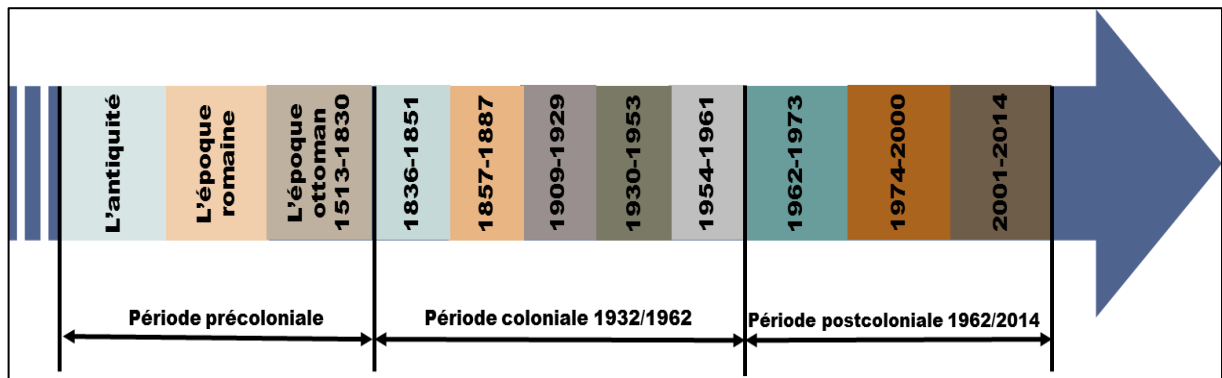 L'antiquité
L'époque
romaine
L'époque
ottoman
1513-1830
1836-1851
1857-1887
1909-1929
1930-1953
1954-1961
1962-1973
1974-2000
2001-2014
Période précoloniale
Période coloniale 1932/1962
Période postcoloniale 1962/2014